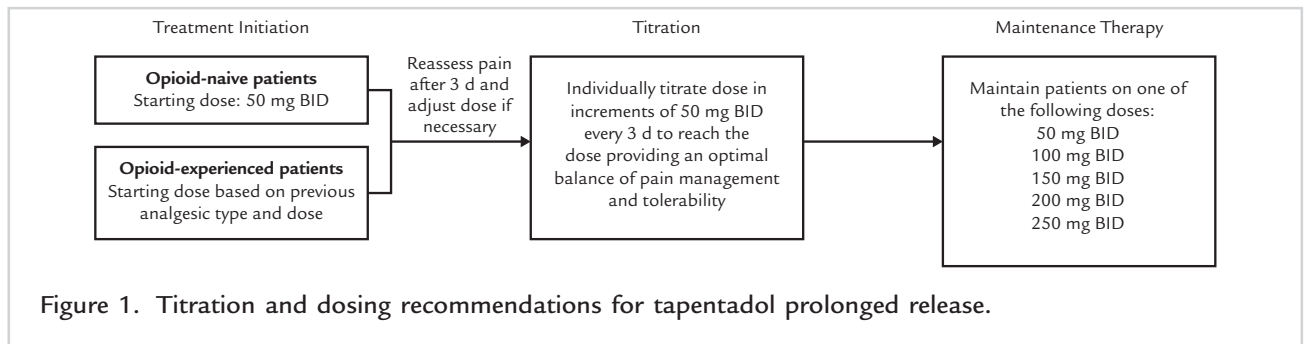 Treatment Initiation
Opioid-naive patients
Starting dose: 50 mg BID
Opioid-experienced patients
Starting dose based on previous
analgesic type and dose
Reassess pain
after 3 d and
adjust dose if
necessary
Titration
Individually titrate dose in
increments of 50 mg BID
every 3 d to reach the
dose providing an optimal
balance of pain management
and tolerability
Maintenance Therapy
Maintain patients on one of
the following doses:
50 mg BID
100 mg BID
150 mg BID
200 mg BID
250 mg BID
Figure 1. Titration and dosing recommendations for tapentadol prolonged release.